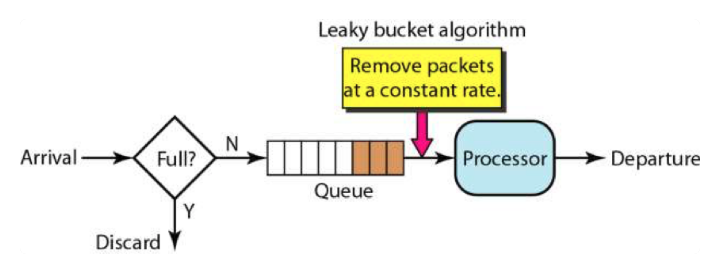 Leaky bucket algorithm
Remove packets
at a constant rate.
Arrival
Full?
N
Queue
Processor
Departure
Y
Discard